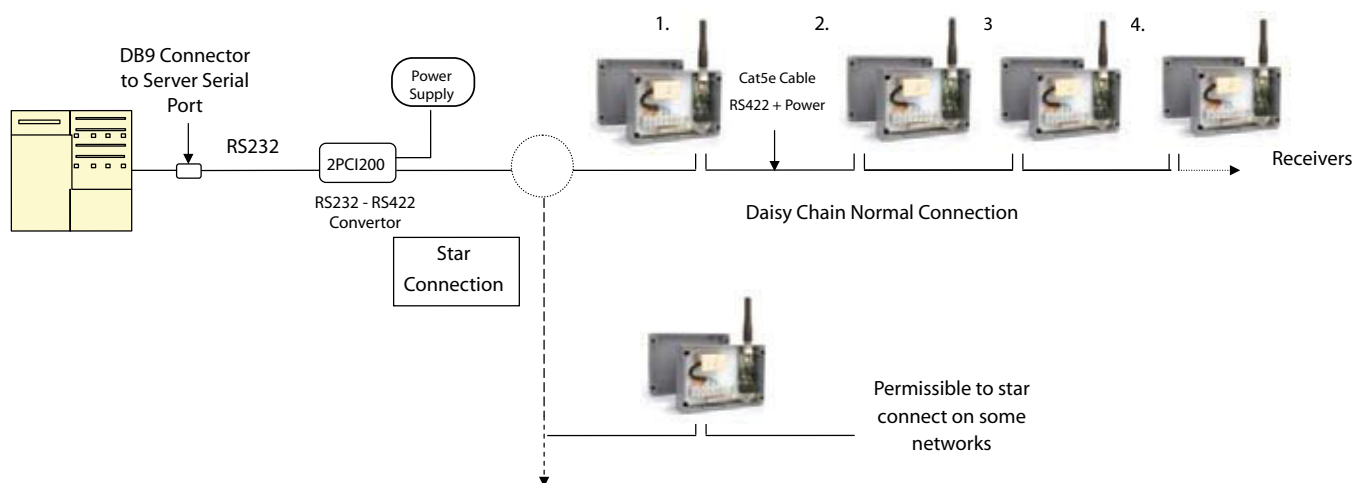 1.
2.
3
4.
DB9 Connector
to Server Serial
Port
Power
Supply
Cat5e Cable
RS422 + Power
RS232
2PCI200
Receivers
RS232 - RS422
Convertor
Daisy Chain Normal Connection
Star
Connection
Permissible to star
connect on some
networks